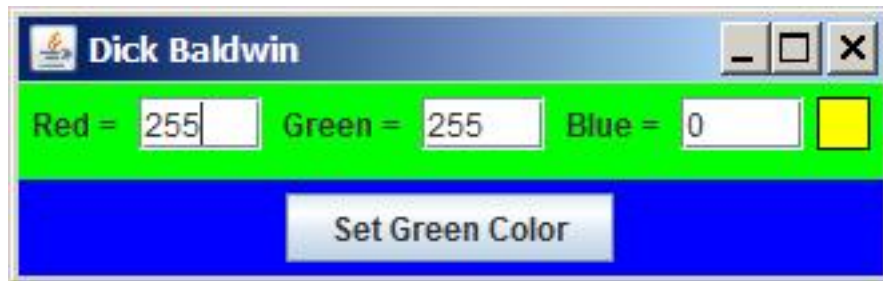 Dick Baldwin
Red = 255 Green = 255 Blue = 0
Set Green Color